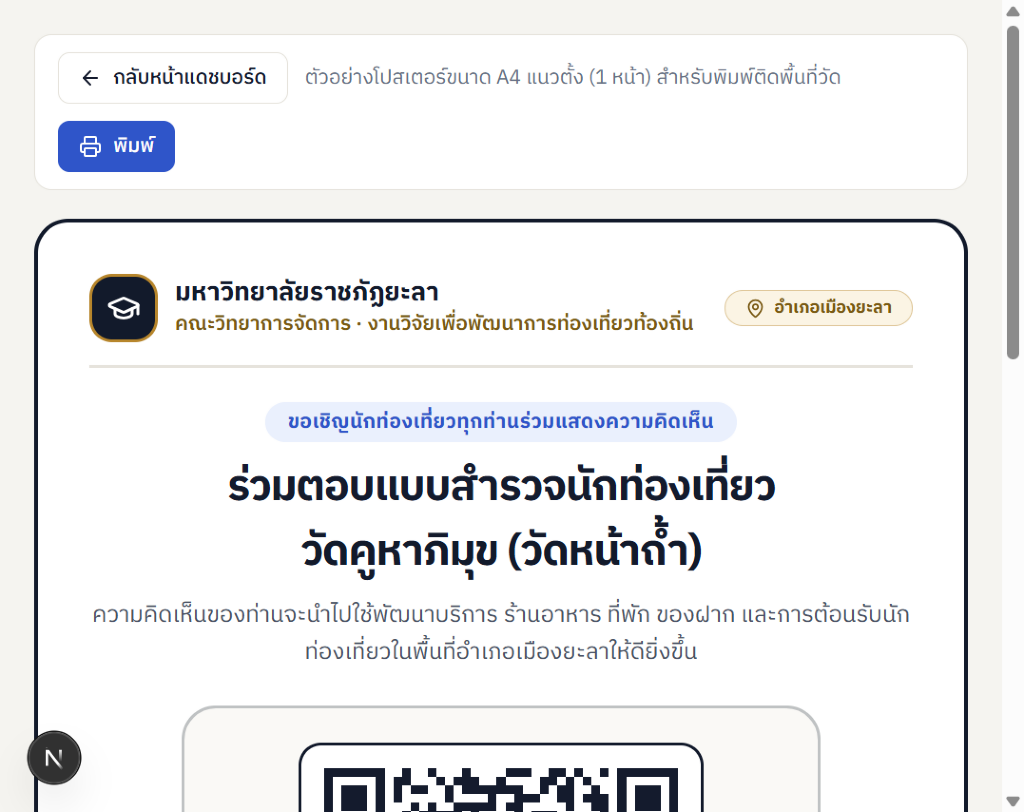 กลับหน้าแดชบอร์ด
ตัวอย่างโปสเตอร์ขนาด A4 แนวตั้ง (1 หน้า) สำหรับพิมพ์ติดพื้นที่วัด
พิมพ์
มหาวิทยาลัยราชภัฏยะลา
คณะวิทยาการจัดการ · งานวิจัยเพื่อพัฒนาการท่องเที่ยวท้องถิ่น
อำเภอเมืองยะลา
ขอเชิญนักท่องเที่ยวทุกท่านร่วมแสดงความคิดเห็น
ร่วมตอบแบบสำรวจนักท่องเที่ยว
วัดคูหาภิมุข (วัดหน้าถ้ำ)
ความคิดเห็นของท่านจะนำไปใช้พัฒนาบริการ ร้านอาหาร ที่พัก ของฝาก และการต้อนรับนัก
ท่องเที่ยวในพื้นที่อำเภอเมืองยะลาให้ดียิ่งขึ้น
N